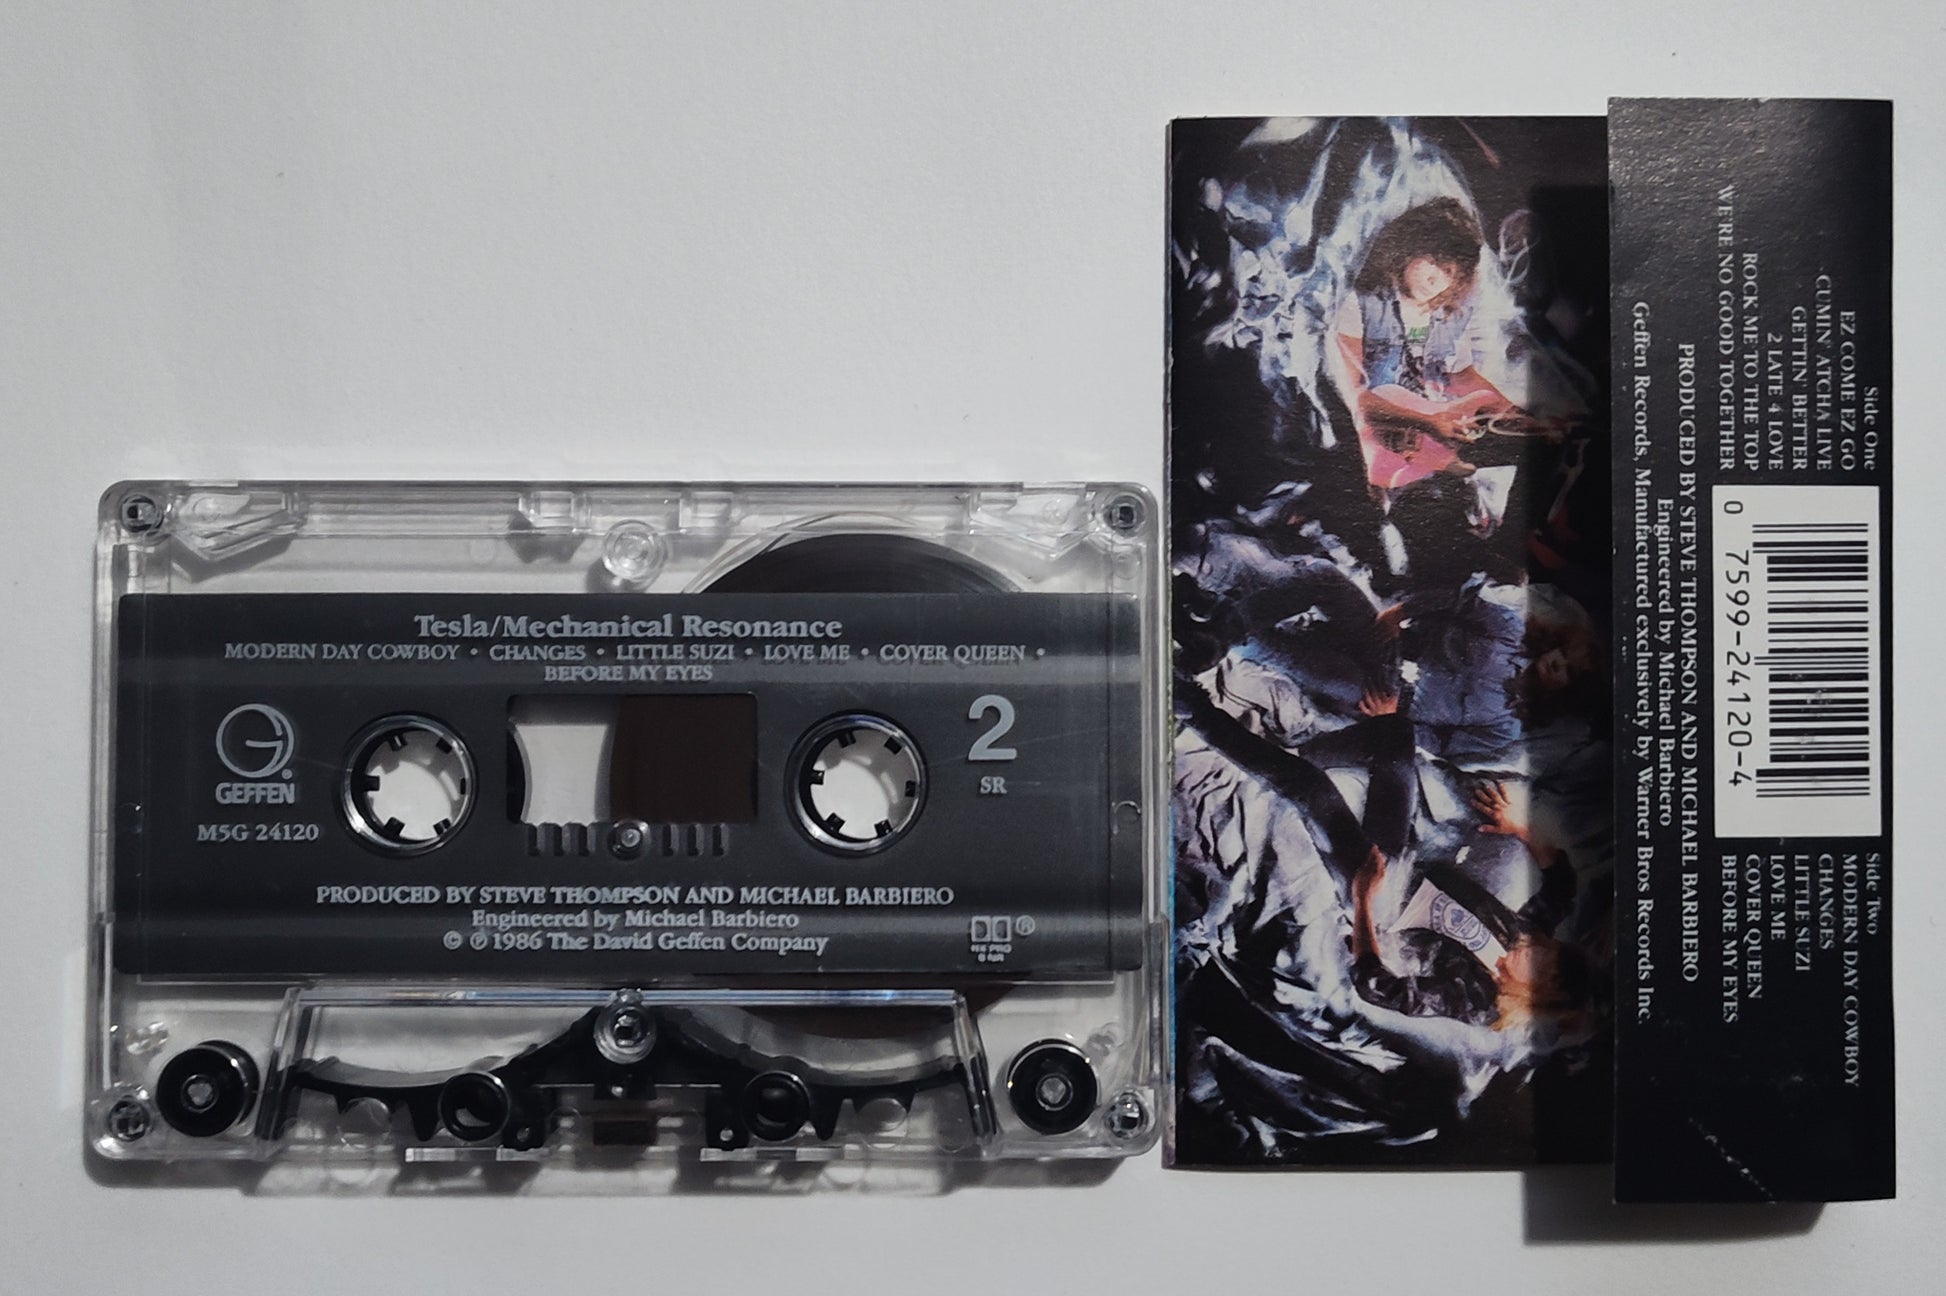 Tesla/Mechanical Resonance
MODERN DAY COWBOY • CHANGES • LITTLE SUZI • LOVE ME • COVER QUEEN •
BEFORE MY EYES
GEFFEN
M5G 24120
2
SR
PRODUCED BY STEVE THOMPSON AND MICHAEL BARBIERO
Engineered by Michael Barbiero
© ℗ 1986 The David Geffen Company
Side One
EZ COME EZ GO
CUMIN' ATCHA LIVE
GETTIN' BETTER
2 LATE 4 LOVE
ROCK ME TO THE TOP
WE'RE NO GOOD TOGETHER
0 7599-24120-4
Side Two
MODERN DAY COWBOY
CHANGES
LITTLE SUZI
LOVE ME
COVER QUEEN
BEFORE MY EYES
PRODUCED BY STEVE THOMPSON AND MICHAEL BARBIERO
Engineered by Michael Barbiero
Geffen Records, Manufactured exclusively by Warner Bros Records Inc.